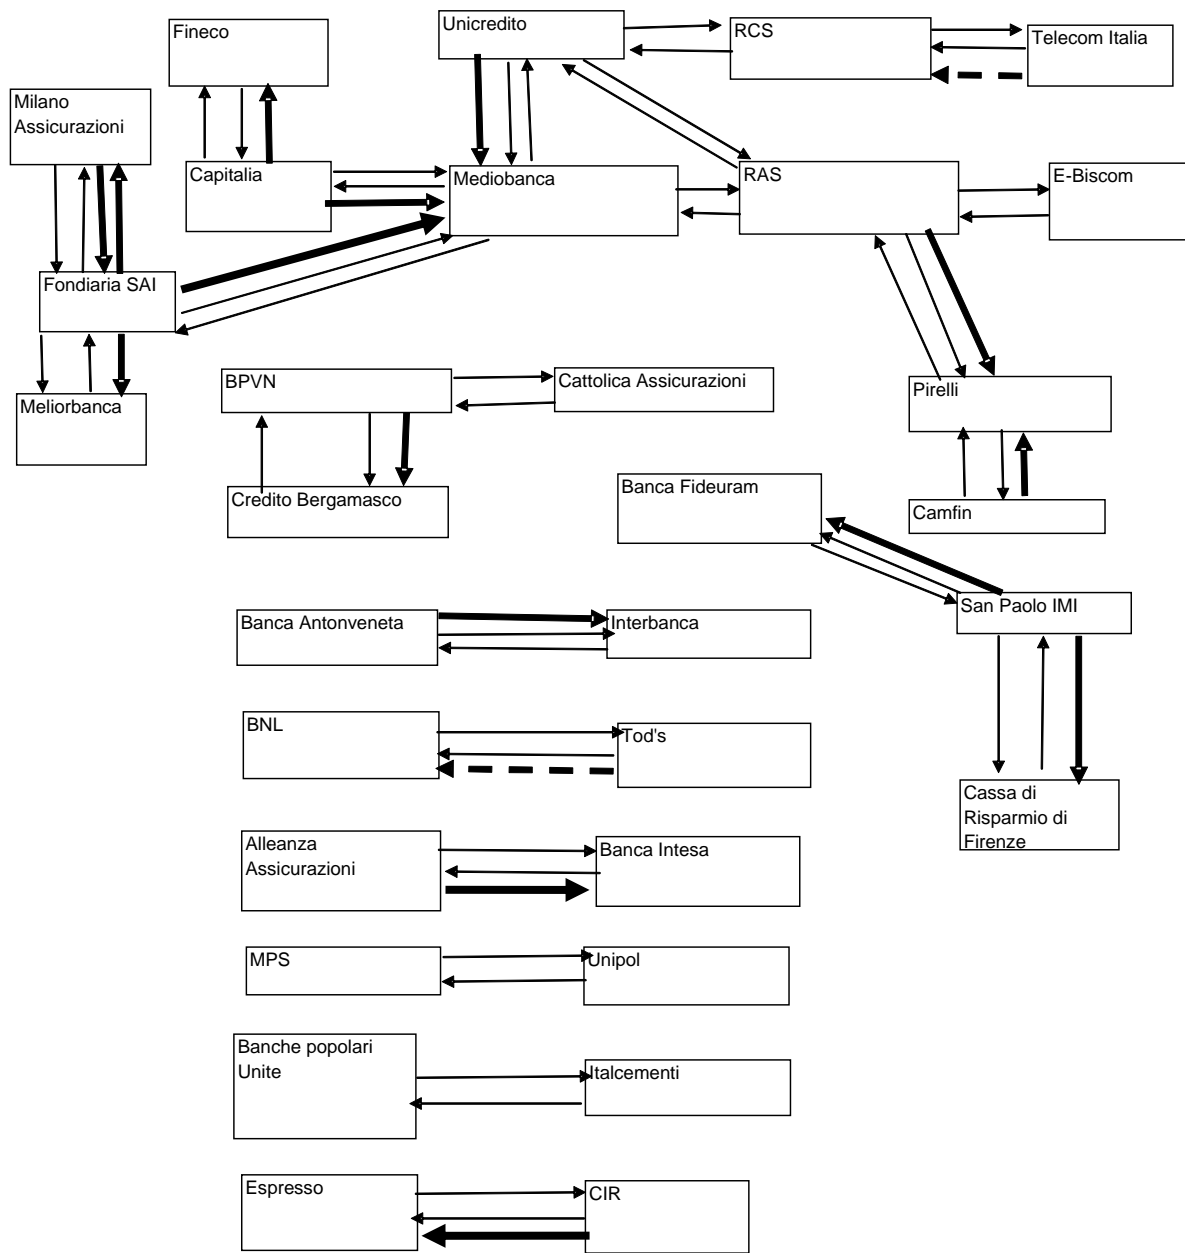 Fineco
Unicredito
RCS
Telecom Italia
Milano
Assicurazioni
Capitalia
Mediobanca
RAS
E-Biscom
Fondiaria SAI
BPVN
Cattolica Assicurazioni
Pirelli
Meliorbanca
Credito Bergamasco
Banca Fideuram
Camfin
San Paolo IMI
Banca Antonveneta
Interbanca
BNL
Tod's
Cassa di
Risparmio di
Firenze
Alleanza
Assicurazioni
Banca Intesa
MPS
Unipol
Banche popolari
Unite
Italcementi
Espresso
CIR